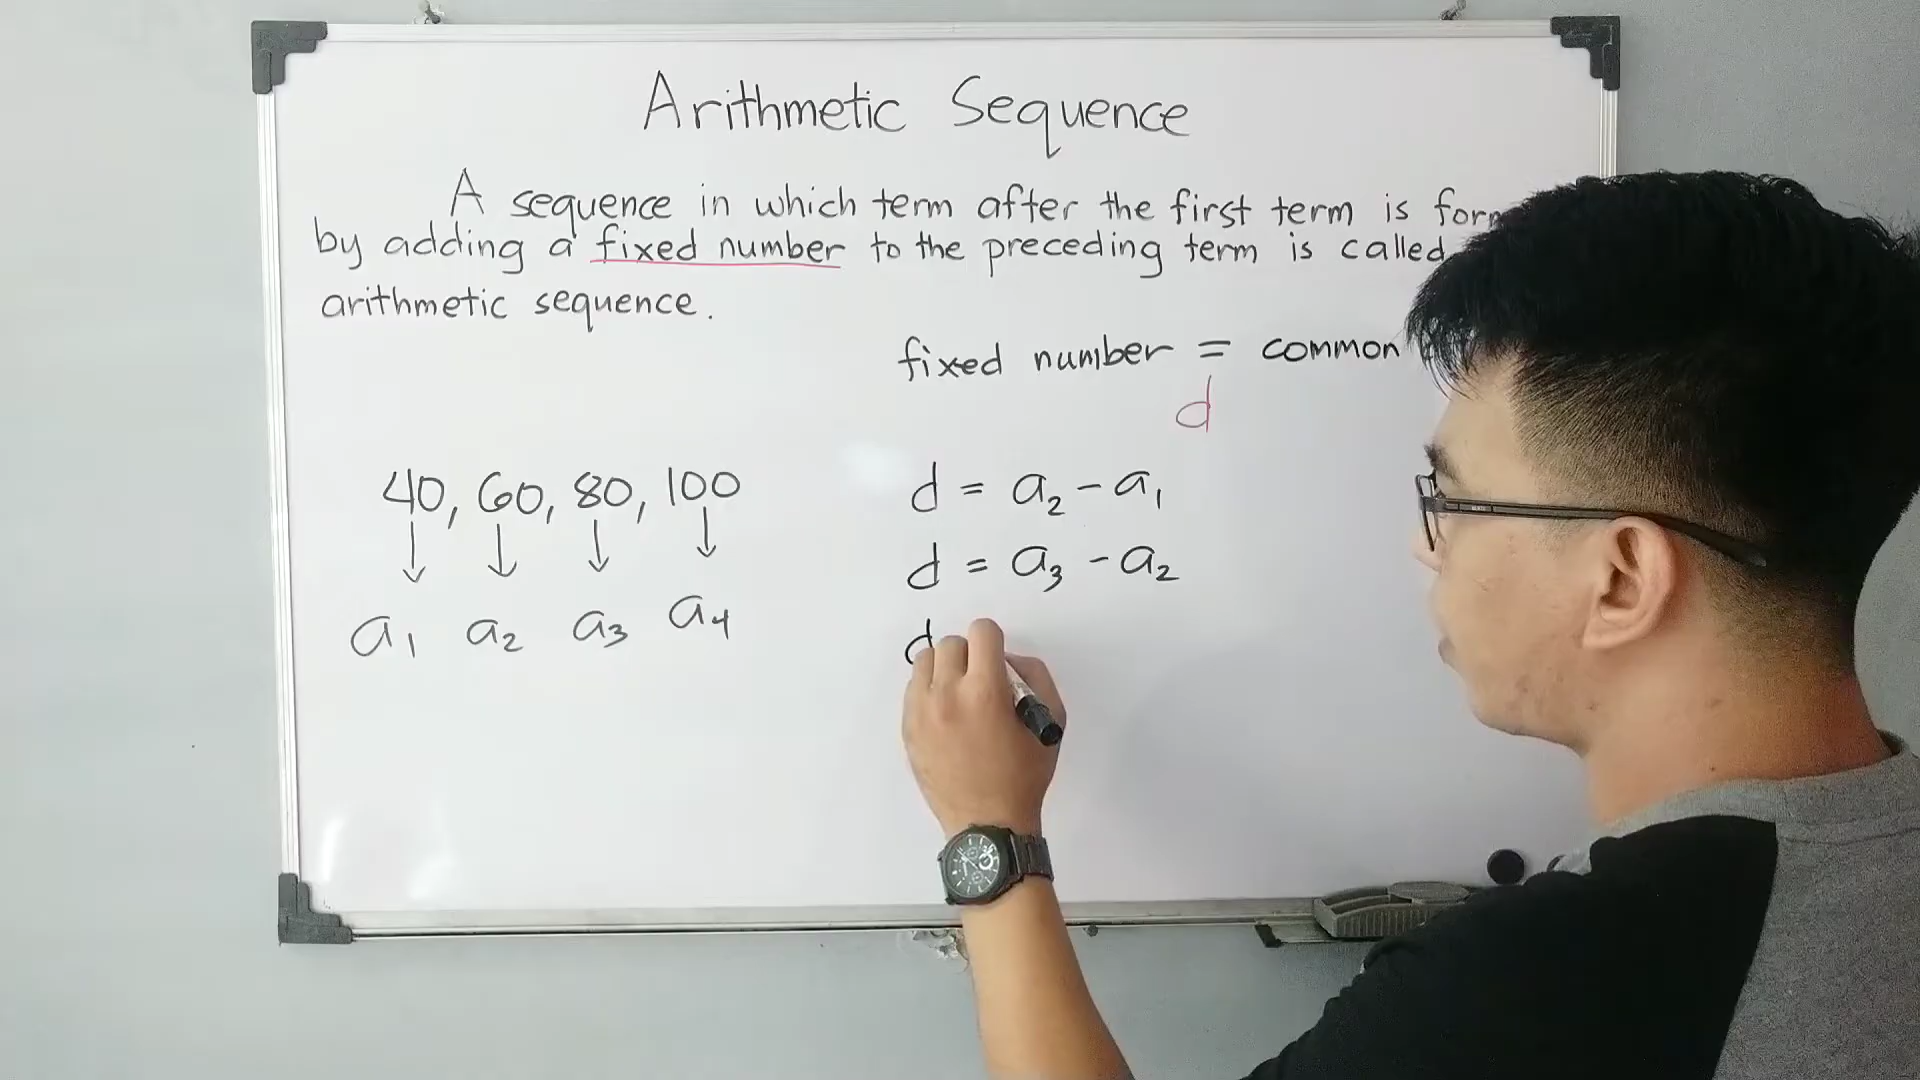 Arithmetic Sequence
A sequence in which term after the first term is
by adding a fixed number to the preceding term is called
arithmetic sequence.
fixed number = common
d
40, 60, 80, 100
a1 a2 a3 a4
d = a2 - a1
d = a3 - a2
d